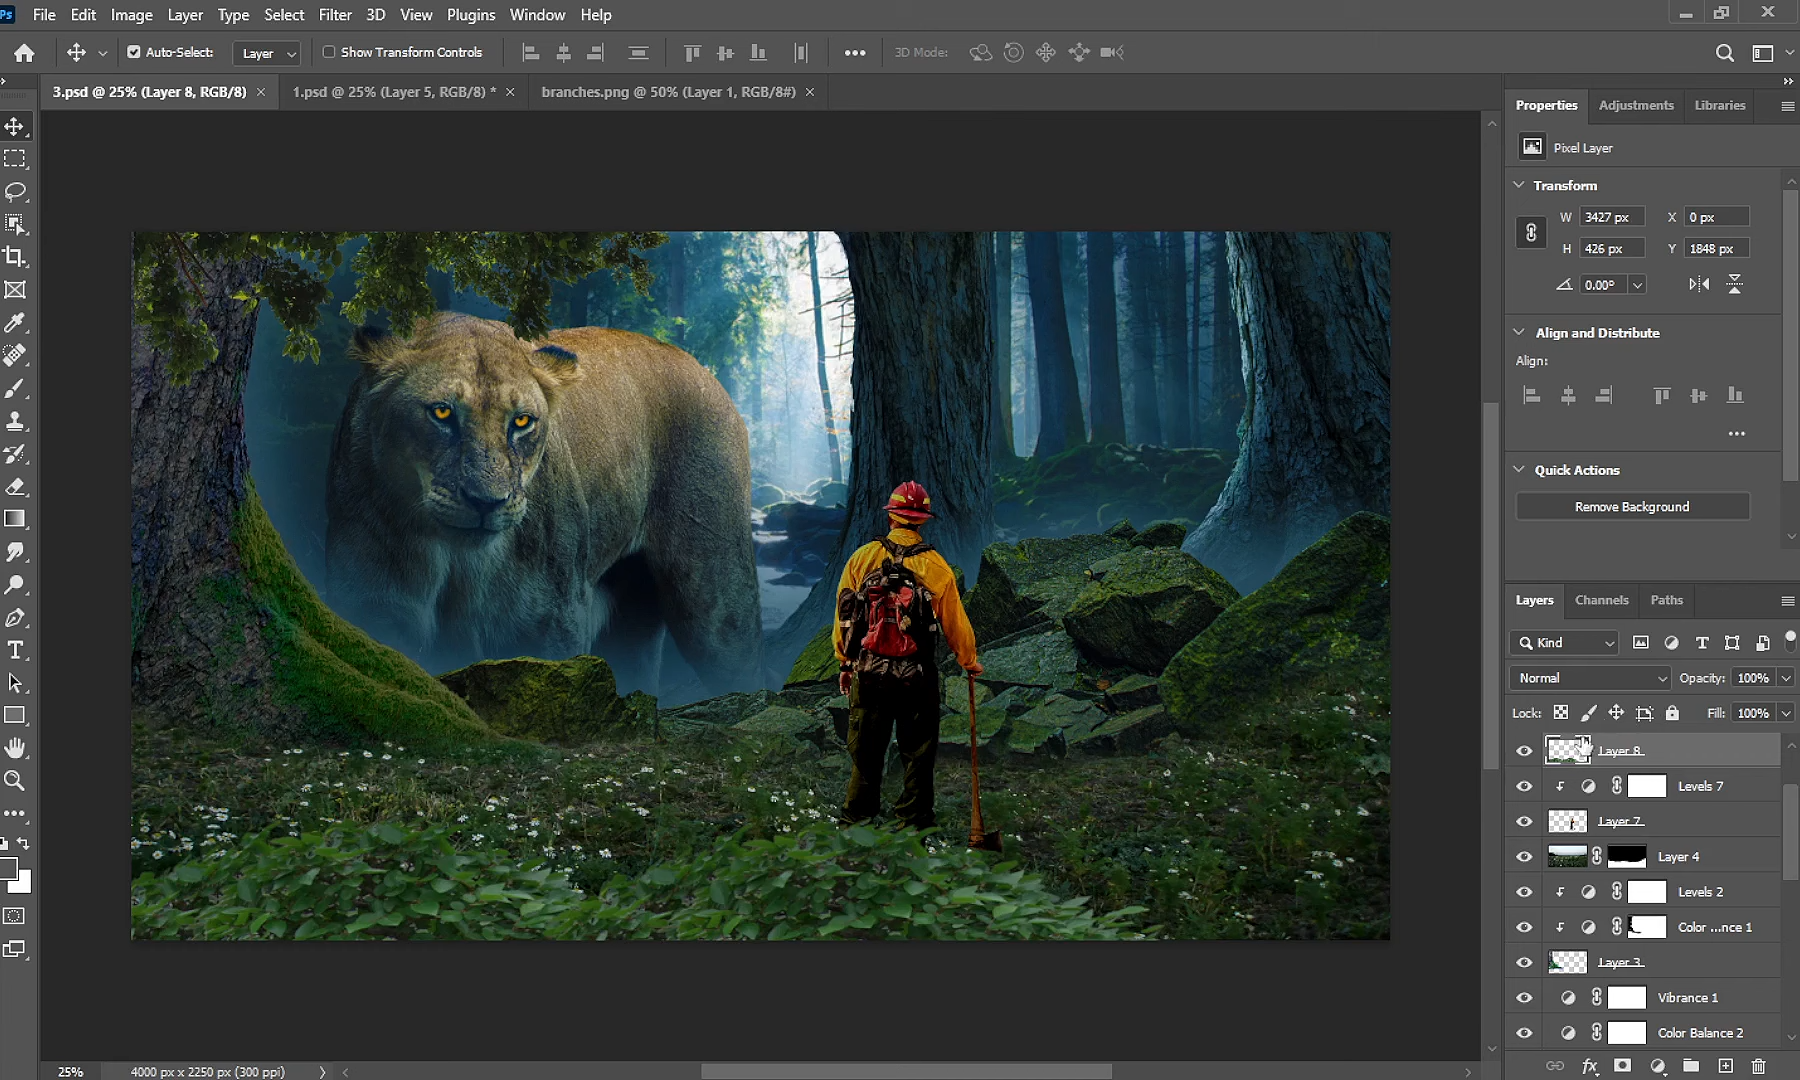 Ps File Edit Image Layer Type Select Filter 3D View Plugins Window Help
Auto-Select: Layer Show Transform Controls 3D Mode:
3.psd @ 25% (Layer 8, RGB/8) 1.psd @ 25% (Layer 5, RGB/8) * branches.png @ 50% (Layer 1, RGB/8#)
Properties Adjustments Libraries
Pixel Layer
Transform
W 3427 px X 0 px
H 426 px Y 1848 px
0.00°
Align and Distribute
Align:
Quick Actions
Remove Background
Layers Channels Paths
Kind
Normal Opacity: 100%
Lock: Fill: 100%
Layer 8
Levels 7
Layer 7
Layer 4
Levels 2
Color ...nce 1
Layer 3
Vibrance 1
Color Balance 2
25% 4000 px x 2250 px (300 ppi)